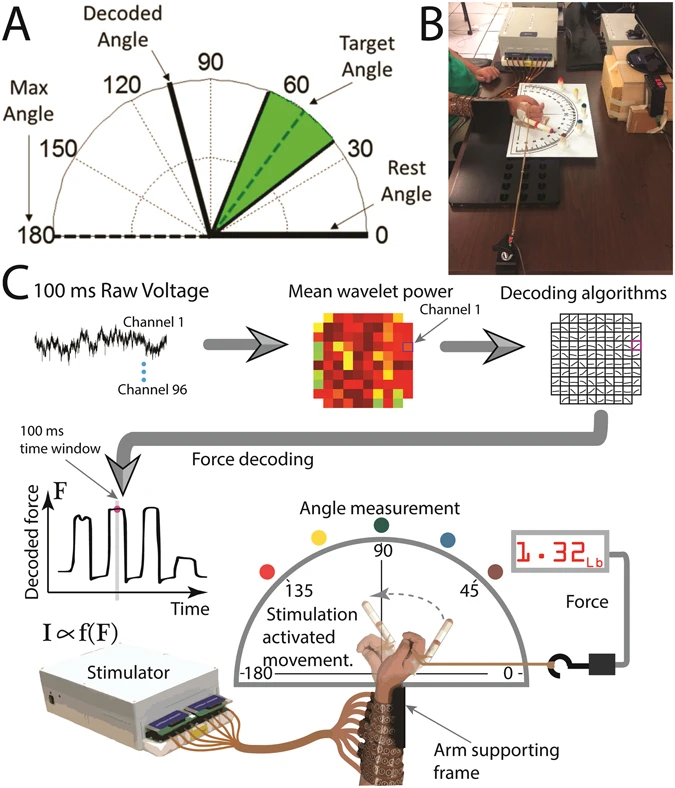 A
Decoded
Angle
90
Target
Angle
120
60
Max
Angle
150
30
Rest
Angle
180
0
B
C
100 ms Raw Voltage
Channel 1
Channel 96
Mean wavelet power
Channel 1
Decoding algorithms
100 ms
time window
Force decoding
F
Decoded force
Time
I ∝ f(F)
Stimulator
Angle measurement
90
135
45
Stimulation
activated
movement.
-180
0 -
1.32 Lb
Force
Arm supporting
frame